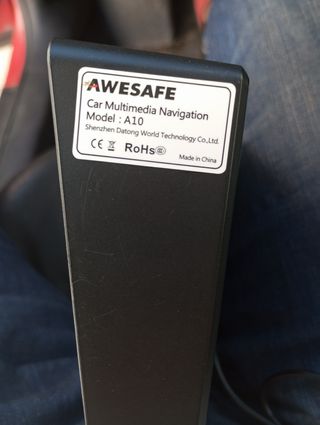 AWESAFE
Car Multimedia Navigation
Model : A10
Shenzhen Datong World Technology Co.,Ltd.
CE RoHS
Made in China